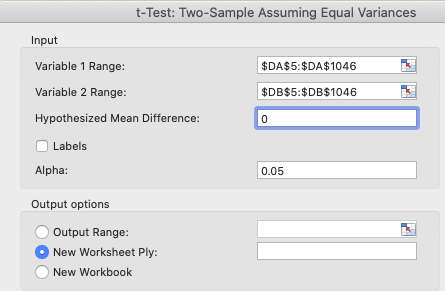 t-Test: Two-Sample Assuming Equal Variances
Input
Variable 1 Range: $DA$5:$DA$1046
Variable 2 Range: $DB$5:$DB$1046
Hypothesized Mean Difference: 0
Labels
Alpha: 0.05
Output options
Output Range:
New Worksheet Ply:
New Workbook